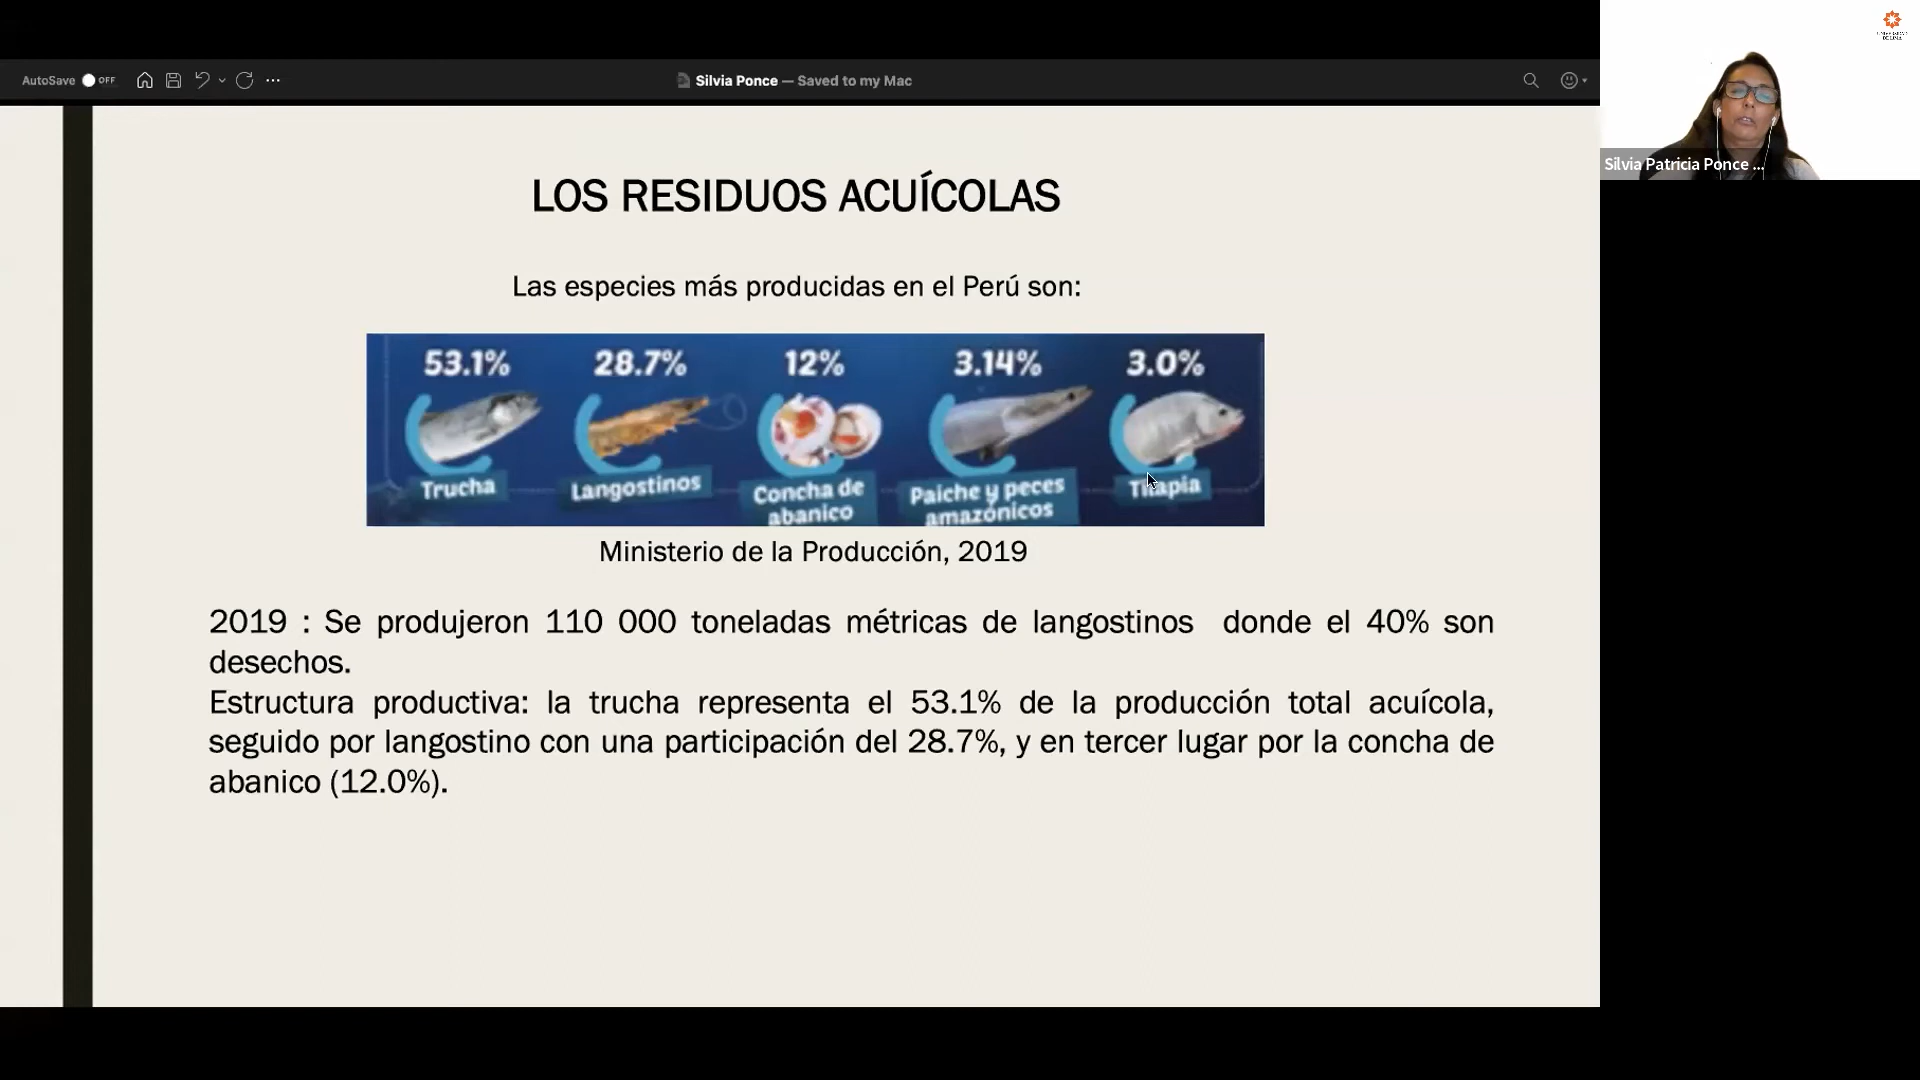 AutoSave OFF
Silvia Ponce — Saved to my Mac
LOS RESIDUOS ACUÍCOLAS
Las especies más producidas en el Perú son:
53.1% 28.7% 12% 3.14% 3.0%
Trucha Langostinos Concha de abanico Paiche y peces amazónicos Tilapia
Ministerio de la Producción, 2019
2019 : Se produjeron 110 000 toneladas métricas de langostinos donde el 40% son
desechos.
Estructura productiva: la trucha representa el 53.1% de la producción total acuícola,
seguido por langostino con una participación del 28.7%, y en tercer lugar por la concha de
abanico (12.0%).
Silvia Patricia Ponce ...